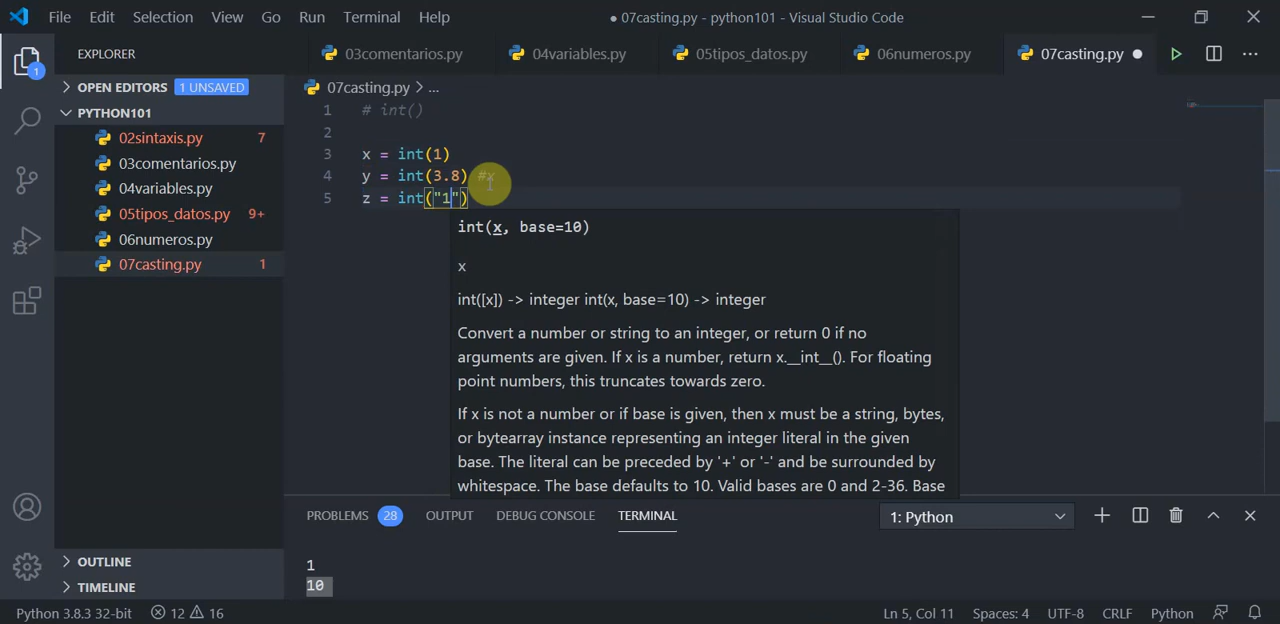 File Edit Selection View Go Run Terminal Help
● 07casting.py - python101 - Visual Studio Code
EXPLORER
03comentarios.py 04variables.py 05tipos_datos.py 06numeros.py 07casting.py ●
OPEN EDITORS 1 UNSAVED
PYTHON101
02sintaxis.py 7
03comentarios.py
04variables.py
05tipos_datos.py 9+
06numeros.py
07casting.py 1
OUTLINE
TIMELINE
1
07casting.py > ...
1 # int()
2
3 x = int(1)
4 y = int(3.8) #x
5 z = int("1")
int(x, base=10)
x
int([x]) -> integer int(x, base=10) -> integer
Convert a number or string to an integer, or return 0 if no
arguments are given. If x is a number, return x.__int__(). For floating
point numbers, this truncates towards zero.
If x is not a number or if base is given, then x must be a string, bytes,
or bytearray instance representing an integer literal in the given
base. The literal can be preceded by '+' or '-' and be surrounded by
whitespace. The base defaults to 10. Valid bases are 0 and 2-36. Base
PROBLEMS 28 OUTPUT DEBUG CONSOLE TERMINAL 1: Python
1
10
Python 3.8.3 32-bit 12 16 Ln 5, Col 11 Spaces: 4 UTF-8 CRLF Python